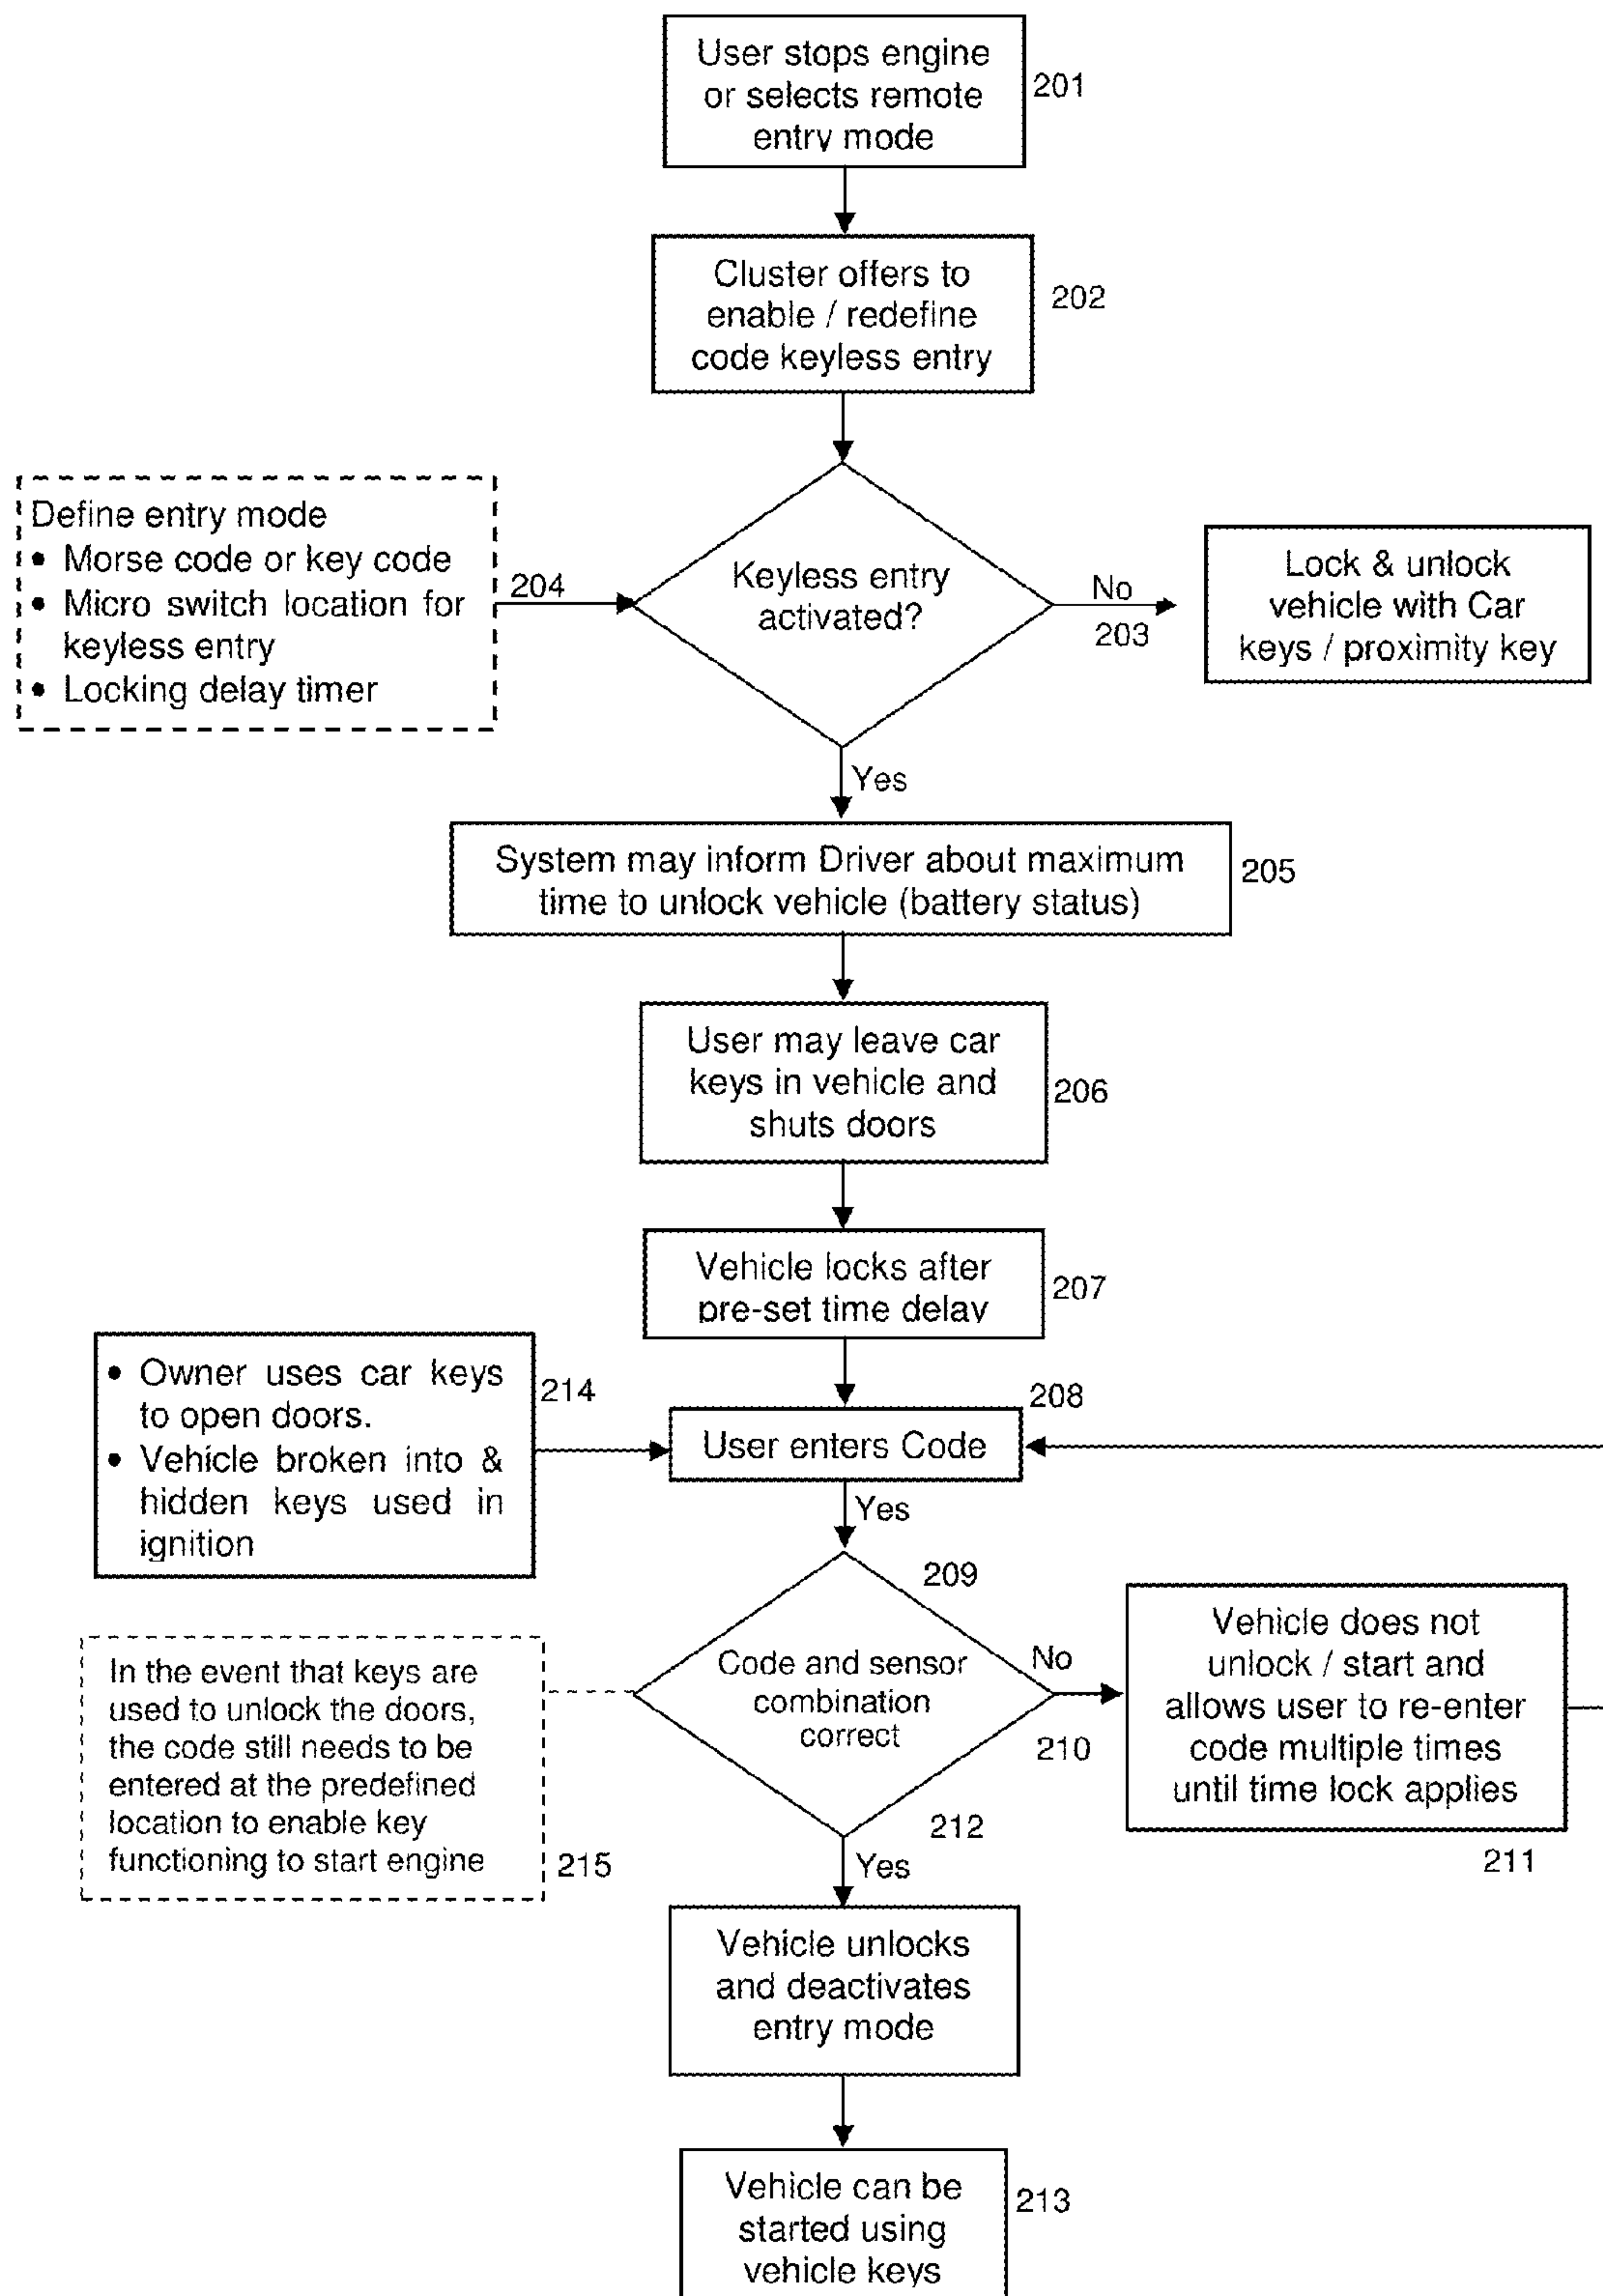 User stops engine
or selects remote
entry mode
201
Cluster offers to
enable / redefine
code keyless entry
202
Define entry mode
• Morse code or key code
• Micro switch location for
keyless entry
• Locking delay timer
204
Keyless entry
activated?
No
203
Lock & unlock
vehicle with Car
keys / proximity key
Yes
System may inform Driver about maximum
time to unlock vehicle (battery status)
205
User may leave car
keys in vehicle and
shuts doors
206
Vehicle locks after
pre-set time delay
207
• Owner uses car keys
to open doors.
• Vehicle broken into &
hidden keys used in
ignition
214
208
User enters Code
Yes
209
Code and sensor
combination
correct
No
210
Vehicle does not
unlock / start and
allows user to re-enter
code multiple times
until time lock applies
211
In the event that keys are
used to unlock the doors,
the code still needs to be
entered at the predefined
location to enable key
functioning to start engine
215
212
Yes
Vehicle unlocks
and deactivates
entry mode
Vehicle can be
started using
vehicle keys
213